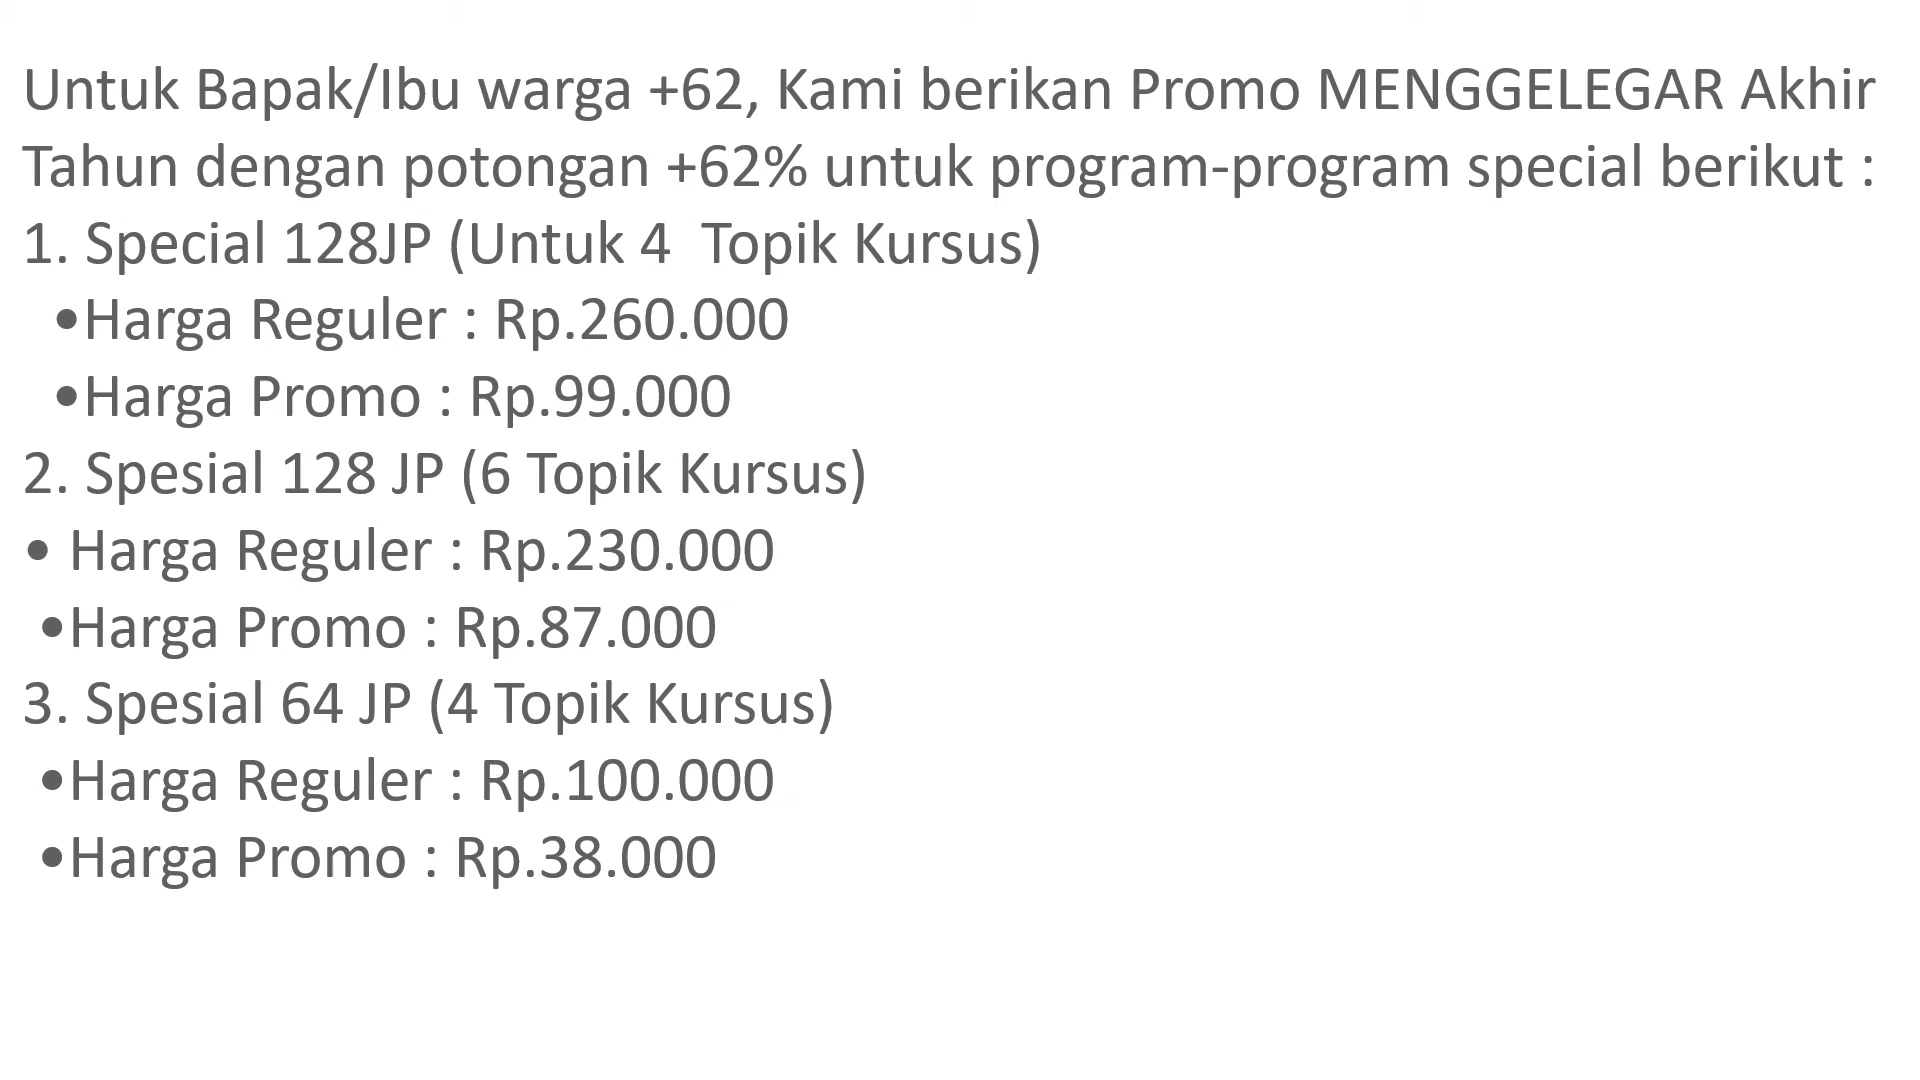 Untuk Bapak/Ibu warga +62, Kami berikan Promo MENGGELEGAR Akhir
Tahun dengan potongan +62% untuk program-program special berikut :
1. Special 128JP (Untuk 4  Topik Kursus)
•Harga Reguler : Rp.260.000
•Harga Promo : Rp.99.000
2. Spesial 128 JP (6 Topik Kursus)
• Harga Reguler : Rp.230.000
•Harga Promo : Rp.87.000
3. Spesial 64 JP (4 Topik Kursus)
•Harga Reguler : Rp.100.000
•Harga Promo : Rp.38.000